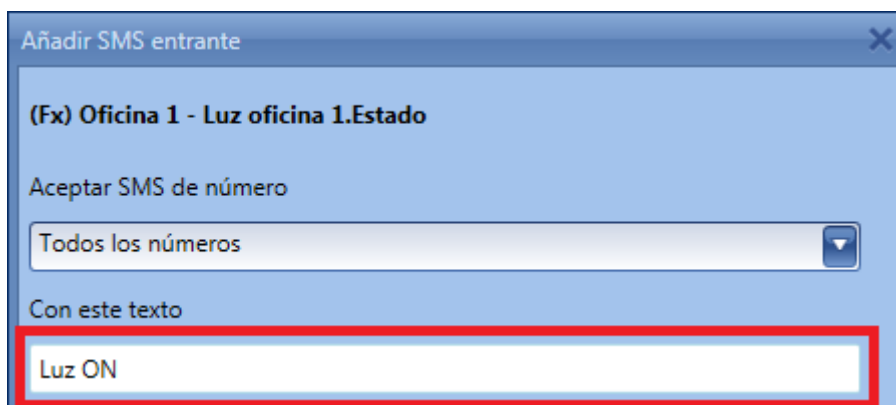 Añadir SMS entrante
(Fx) Oficina 1 - Luz oficina 1.Estado
Aceptar SMS de número
Todos los números
Con este texto
Luz ON